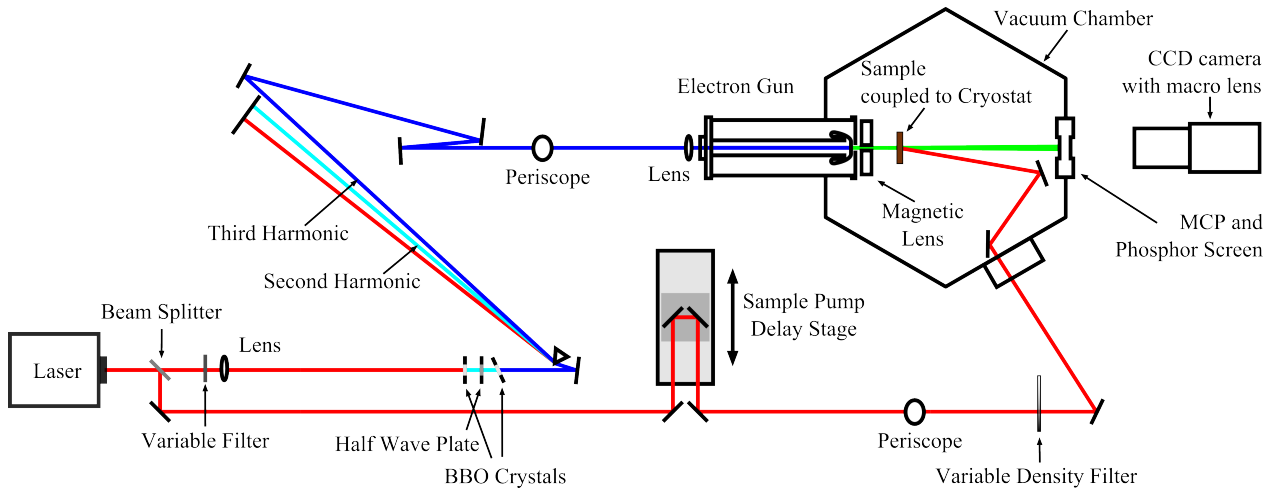 Vacuum Chamber
CCD camera
with macro lens
Sample
coupled to Cryostat
Electron Gun
Periscope
Lens
Magnetic
Lens
MCP and
Phosphor Screen
Third Harmonic
Second Harmonic
Sample Pump
Delay Stage
Beam Splitter
Lens
Laser
Variable Filter
Half Wave Plate
BBO Crystals
Periscope
Variable Density Filter